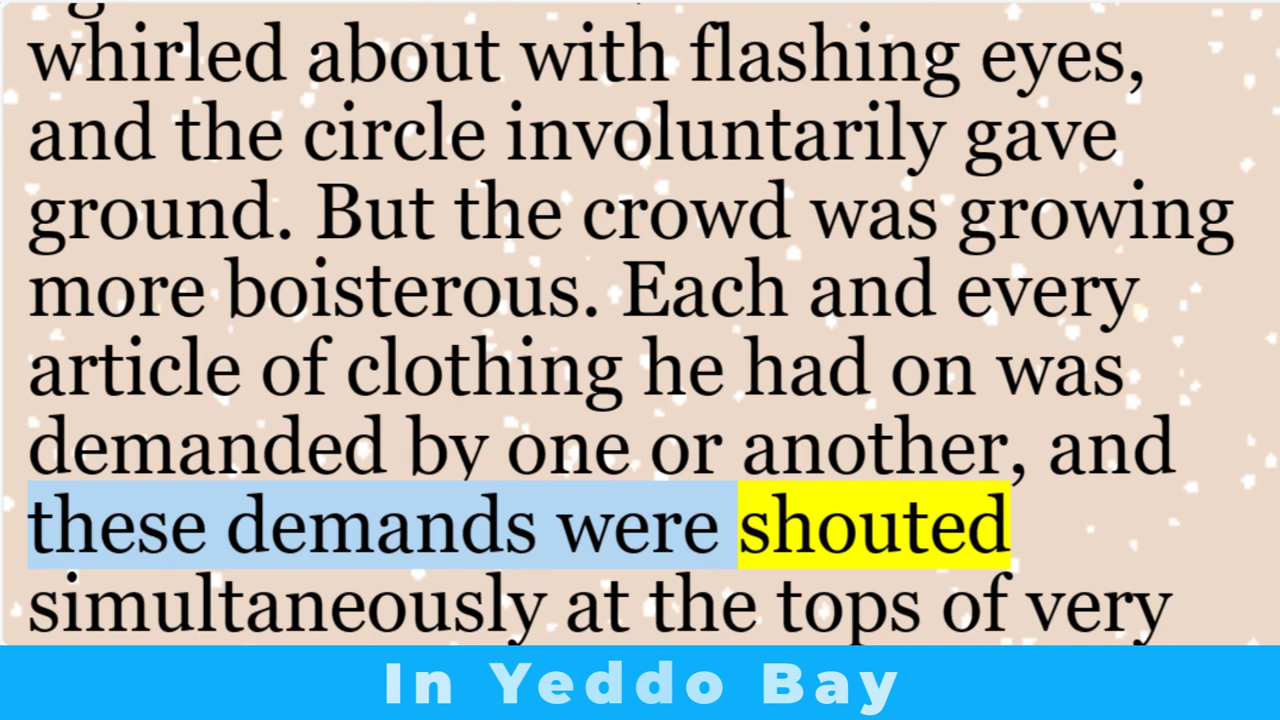 whirled about with flashing eyes,
and the circle involuntarily gave
ground. But the crowd was growing
more boisterous. Each and every
article of clothing he had on was
demanded by one or another, and
these demands were shouted
simultaneously at the tops of very
In Yeddo Bay